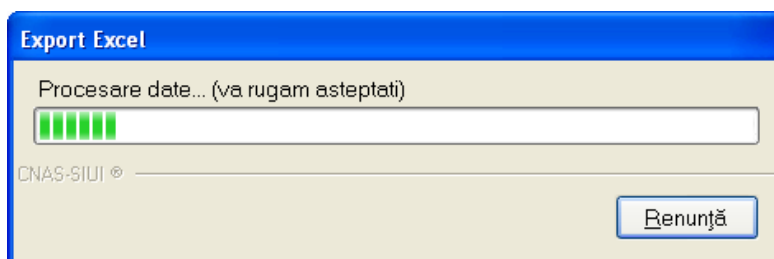 Export Excel
Procesare date... (va rugam asteptati)
CNAS-SIUI ®
Renunţă